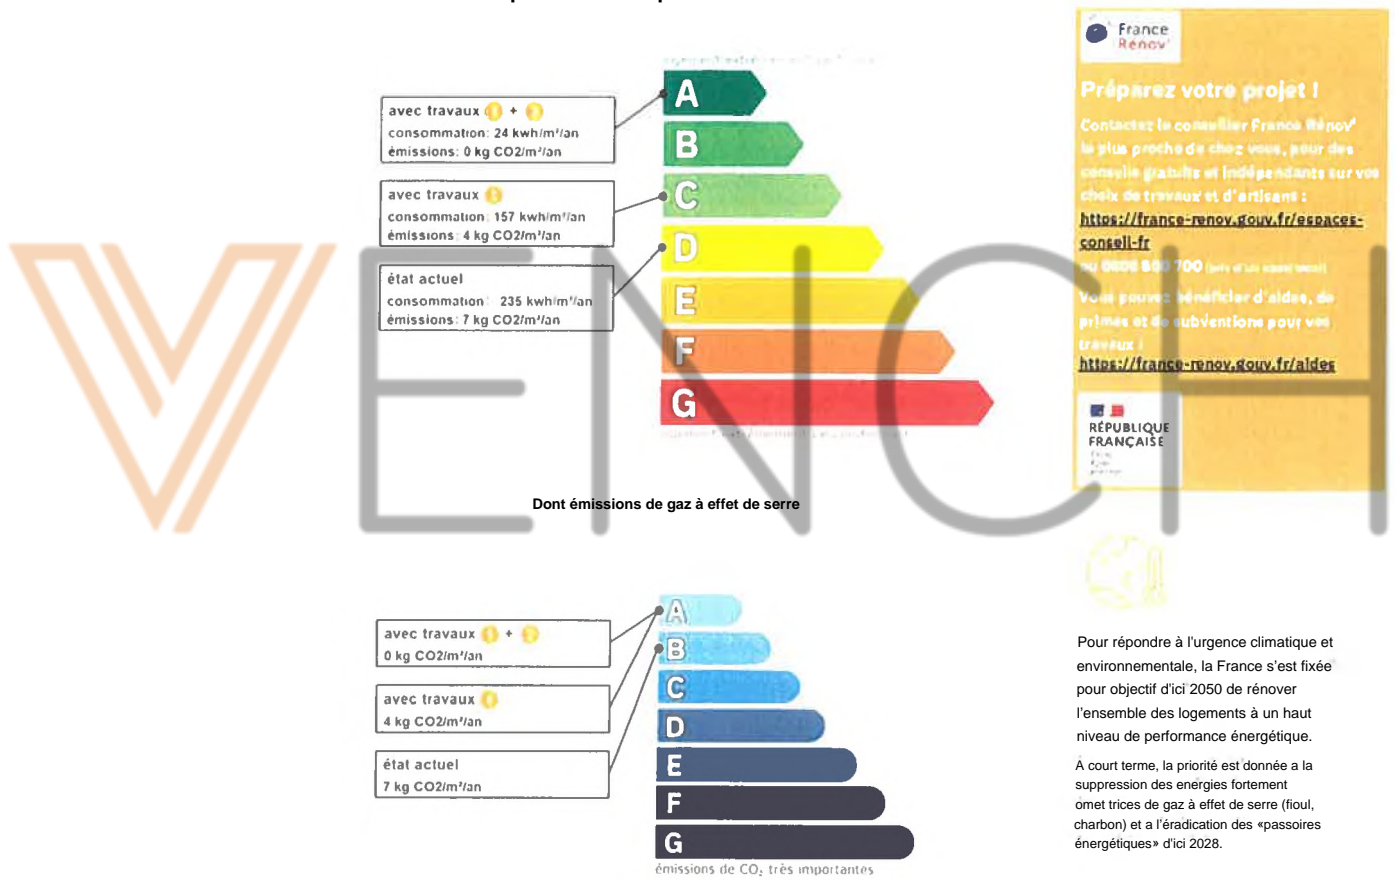 A
B
C
D
E
F
G
avec travaux +
consommation: 24 kwh/m²/an
émissions: 0 kg CO2/m²/an
avec travaux
consommation: 157 kwh/m²/an
émissions: 4 kg CO2/m²/an
état actuel
consommation: 235 kwh/m²/an
émissions: 7 kg CO2/m²/an
Dont émissions de gaz à effet de serre
A
B
C
D
E
F
G
avec travaux +
0 kg CO2/m²/an
avec travaux
4 kg CO2/m²/an
état actuel
7 kg CO2/m²/an
émissions de CO₂ très importantes
France
Rénov'
Préparez votre projet !
Contactez le conseiller France Rénov'
le plus proche de chez vous, pour des
conseils gratuits et indépendants sur vos
choix de travaux et d'artisans :
https://france-renov.gouv.fr/espaces-
conseil-fr
ou 0808 800 700
Vous pouvez bénéficier d'aides, de
primes et de subventions pour vos
travaux !
https://france-renov.gouv.fr/aides
RÉPUBLIQUE
FRANÇAISE
Pour répondre à l'urgence climatique et
environnementale, la France s'est fixée
pour objectif d'ici 2050 de rénover
l'ensemble des logements à un haut
niveau de performance énergétique.
À court terme, la priorité est donnée a la
suppression des energies fortement
omet trices de gaz à effet de serre (fioul,
charbon) et a l'éradication des «passoires
énergétiques» d'ici 2028.
VENCH